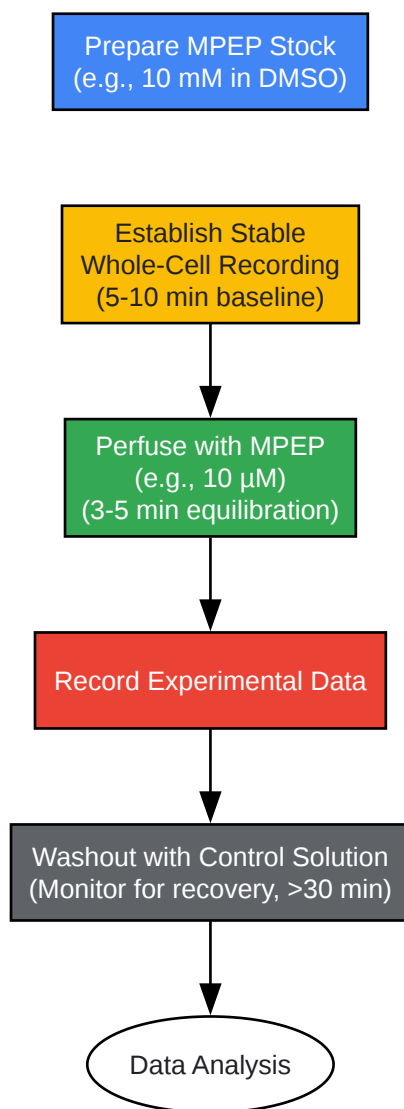 Prepare MPEP Stock
(e.g., 10 mM in DMSO)
Establish Stable
Whole-Cell Recording
(5-10 min baseline)
Perfuse with MPEP
(e.g., 10 µM)
(3-5 min equilibration)
Record Experimental Data
Washout with Control Solution
(Monitor for recovery, >30 min)
Data Analysis